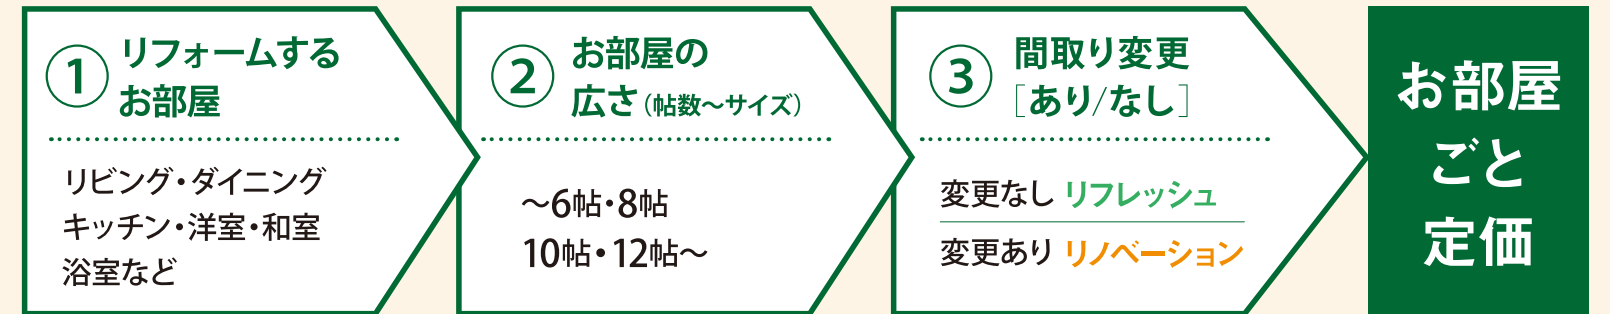 ① リフォームする
お部屋
リビング・ダイニング
キッチン・洋室・和室
浴室など
② お部屋の
広さ（帖数～サイズ）
～6帖・8帖
10帖・12帖～
③ 間取り変更
［あり/なし］
変更なし リフレッシュ
変更あり リノベーション
お部屋
ごと
定価